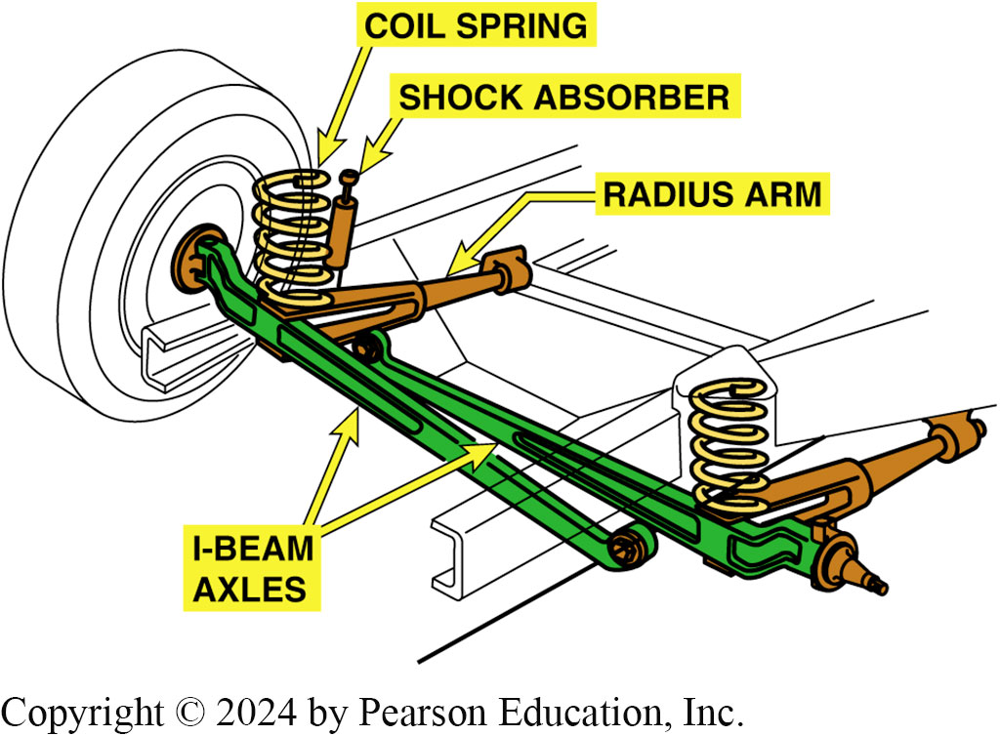 COIL SPRING
SHOCK ABSORBER
RADIUS ARM
I-BEAM
AXLES
Copyright © 2024 by Pearson Education, Inc.